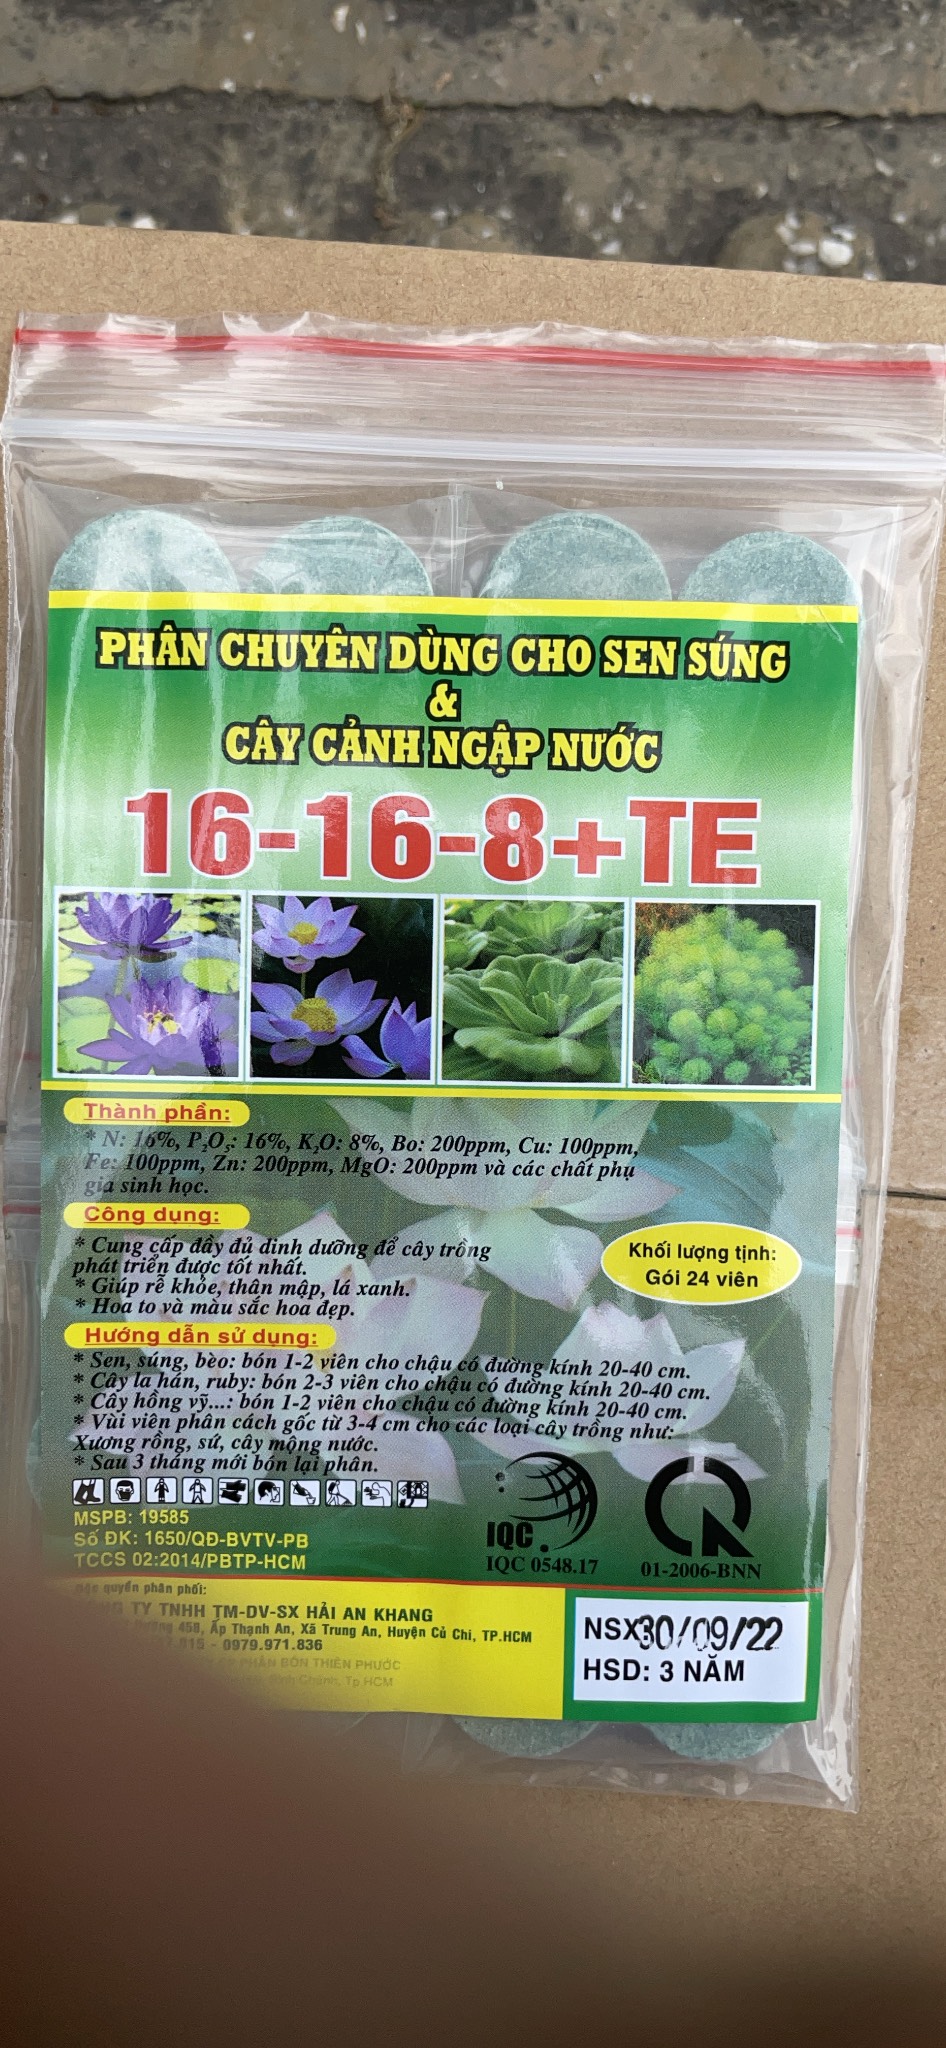 PHÂN CHUYÊN DÙNG CHO SEN SÚNG
&
CÂY CẢNH NGẬP NƯỚC
16-16-8+TE
Thành phần:
* N: 16%, P₂O₅: 16%, K₂O: 8%, Bo: 200ppm, Cu: 100ppm,
Fe: 100ppm, Zn: 200ppm, MgO: 200ppm và các chất phụ
gia sinh học.
Công dụng:
* Cung cấp đầy đủ dinh dưỡng để cây trồng
phát triển được tốt nhất.
* Giúp rễ khỏe, thân mập, lá xanh.
* Hoa to và màu sắc hoa đẹp.
Khối lượng tịnh:
Gói 24 viên
Hướng dẫn sử dụng:
* Sen, súng, bèo: bón 1-2 viên cho chậu có đường kính 20-40 cm.
* Cây la hán, ruby: bón 2-3 viên cho chậu có đường kính 20-40 cm.
* Cây hồng vỹ...: bón 1-2 viên cho chậu có đường kính 20-40 cm.
* Vùi viên phân cách gốc từ 3-4 cm cho các loại cây trồng như:
Xương rồng, sứ, cây mộng nước.
* Sau 3 tháng mới bón lại phân.
MSPB: 19585
Số ĐK: 1650/QĐ-BVTV-PB
TCCS 02:2014/PBTP-HCM
IQC
IQC 0548.17
01-2006-BNN
quyền phân phối:
TY TNHH TM-DV-SX HẢI AN KHANG
458, Ấp Thạnh An, Xã Trung An, Huyện Củ Chi, TP.HCM
- 0979.971.836
PHÂN BÓN THIÊN PHƯỚC
Chánh, Tp HCM
NSX30/09/22
HSD: 3 NĂM